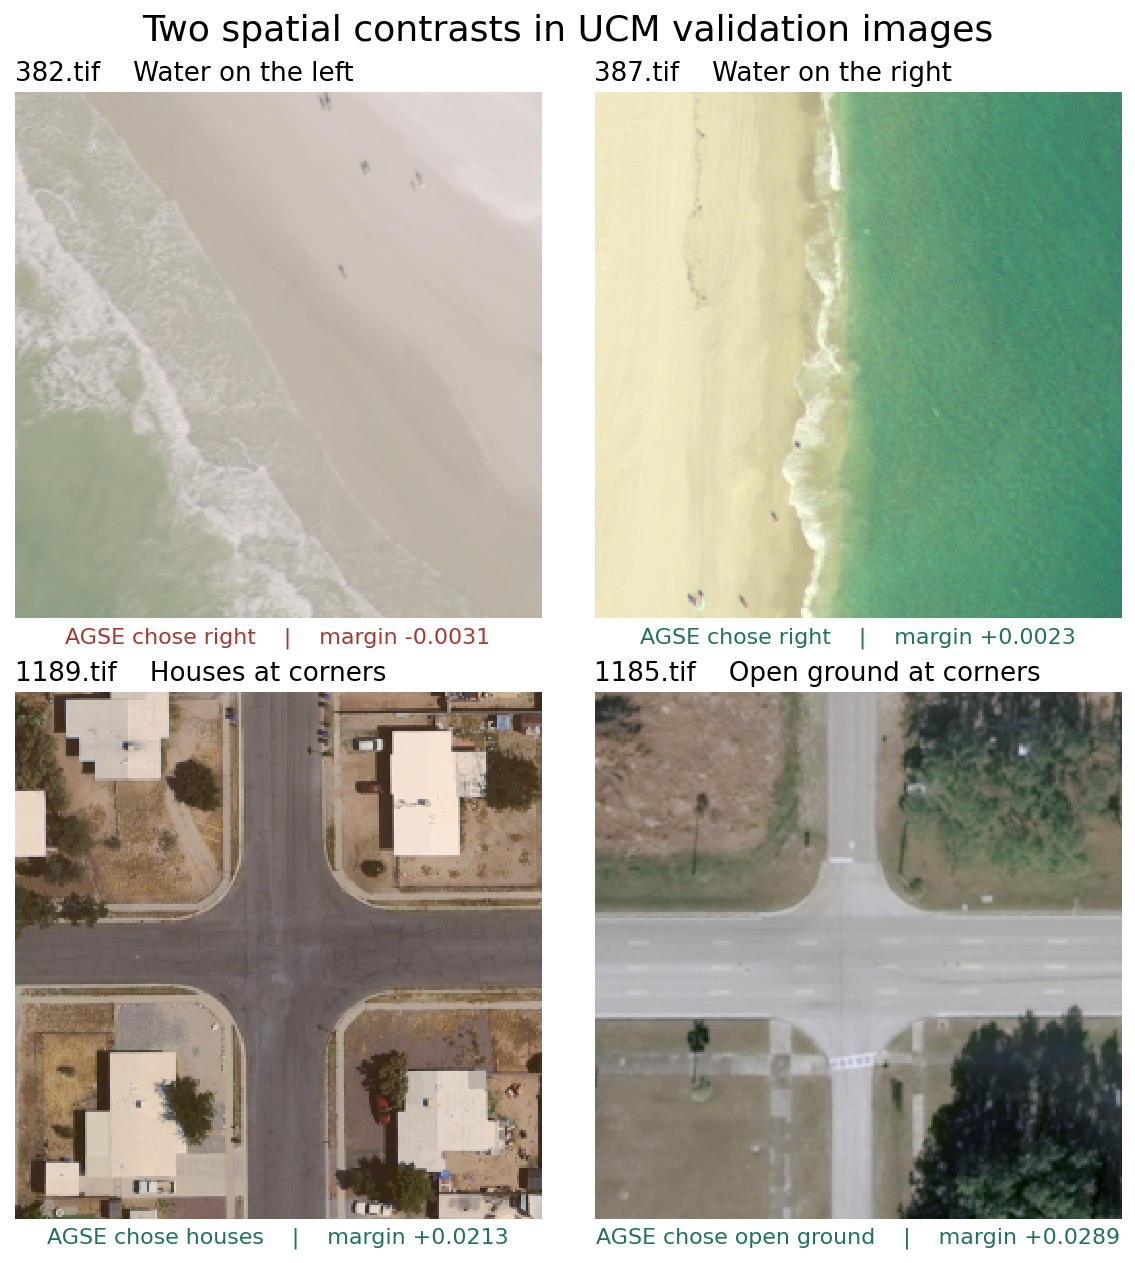 Two spatial contrasts in UCM validation images
382.tif    Water on the left
387.tif    Water on the right
AGSE chose right    |    margin -0.0031
AGSE chose right    |    margin +0.0023
1189.tif    Houses at corners
1185.tif    Open ground at corners
AGSE chose houses    |    margin +0.0213
AGSE chose open ground    |    margin +0.0289